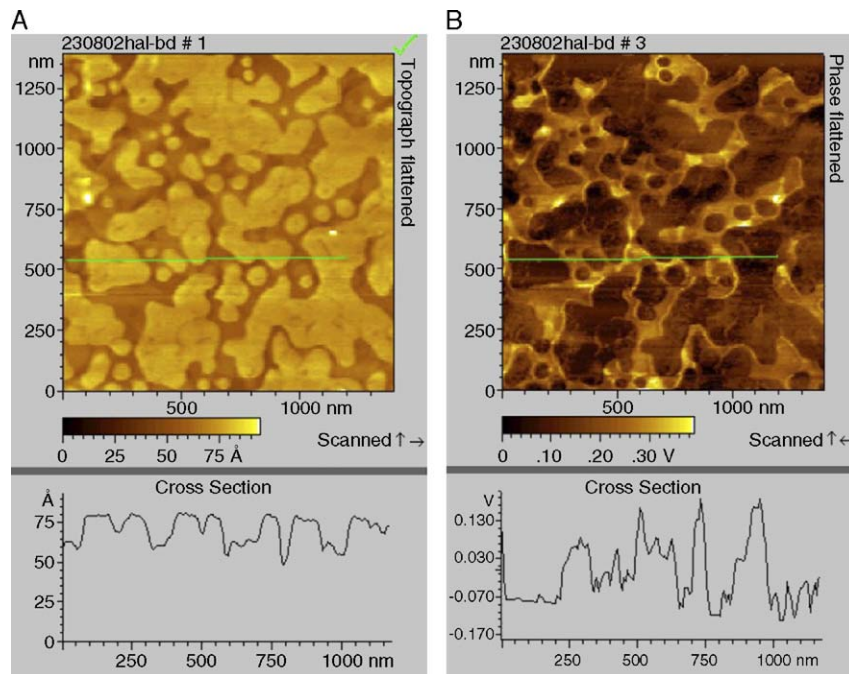 A
230802hal-bd # 1
nm
1250
1000
750
500
250
0
500
1000 nm
Topograph flattened
0 25 50 75 Å
Scanned ↑ →
Cross Section
Å
75
50
25
0
250 500 750 1000 nm
B
230802hal-bd # 3
nm
1250
1000
750
500
250
0
500
1000 nm
Phase flattened
0 .10 .20 .30 V
Scanned ↑ ←
Cross Section
V
0.130
0.030
-0.070
-0.170
250 500 750 1000 nm